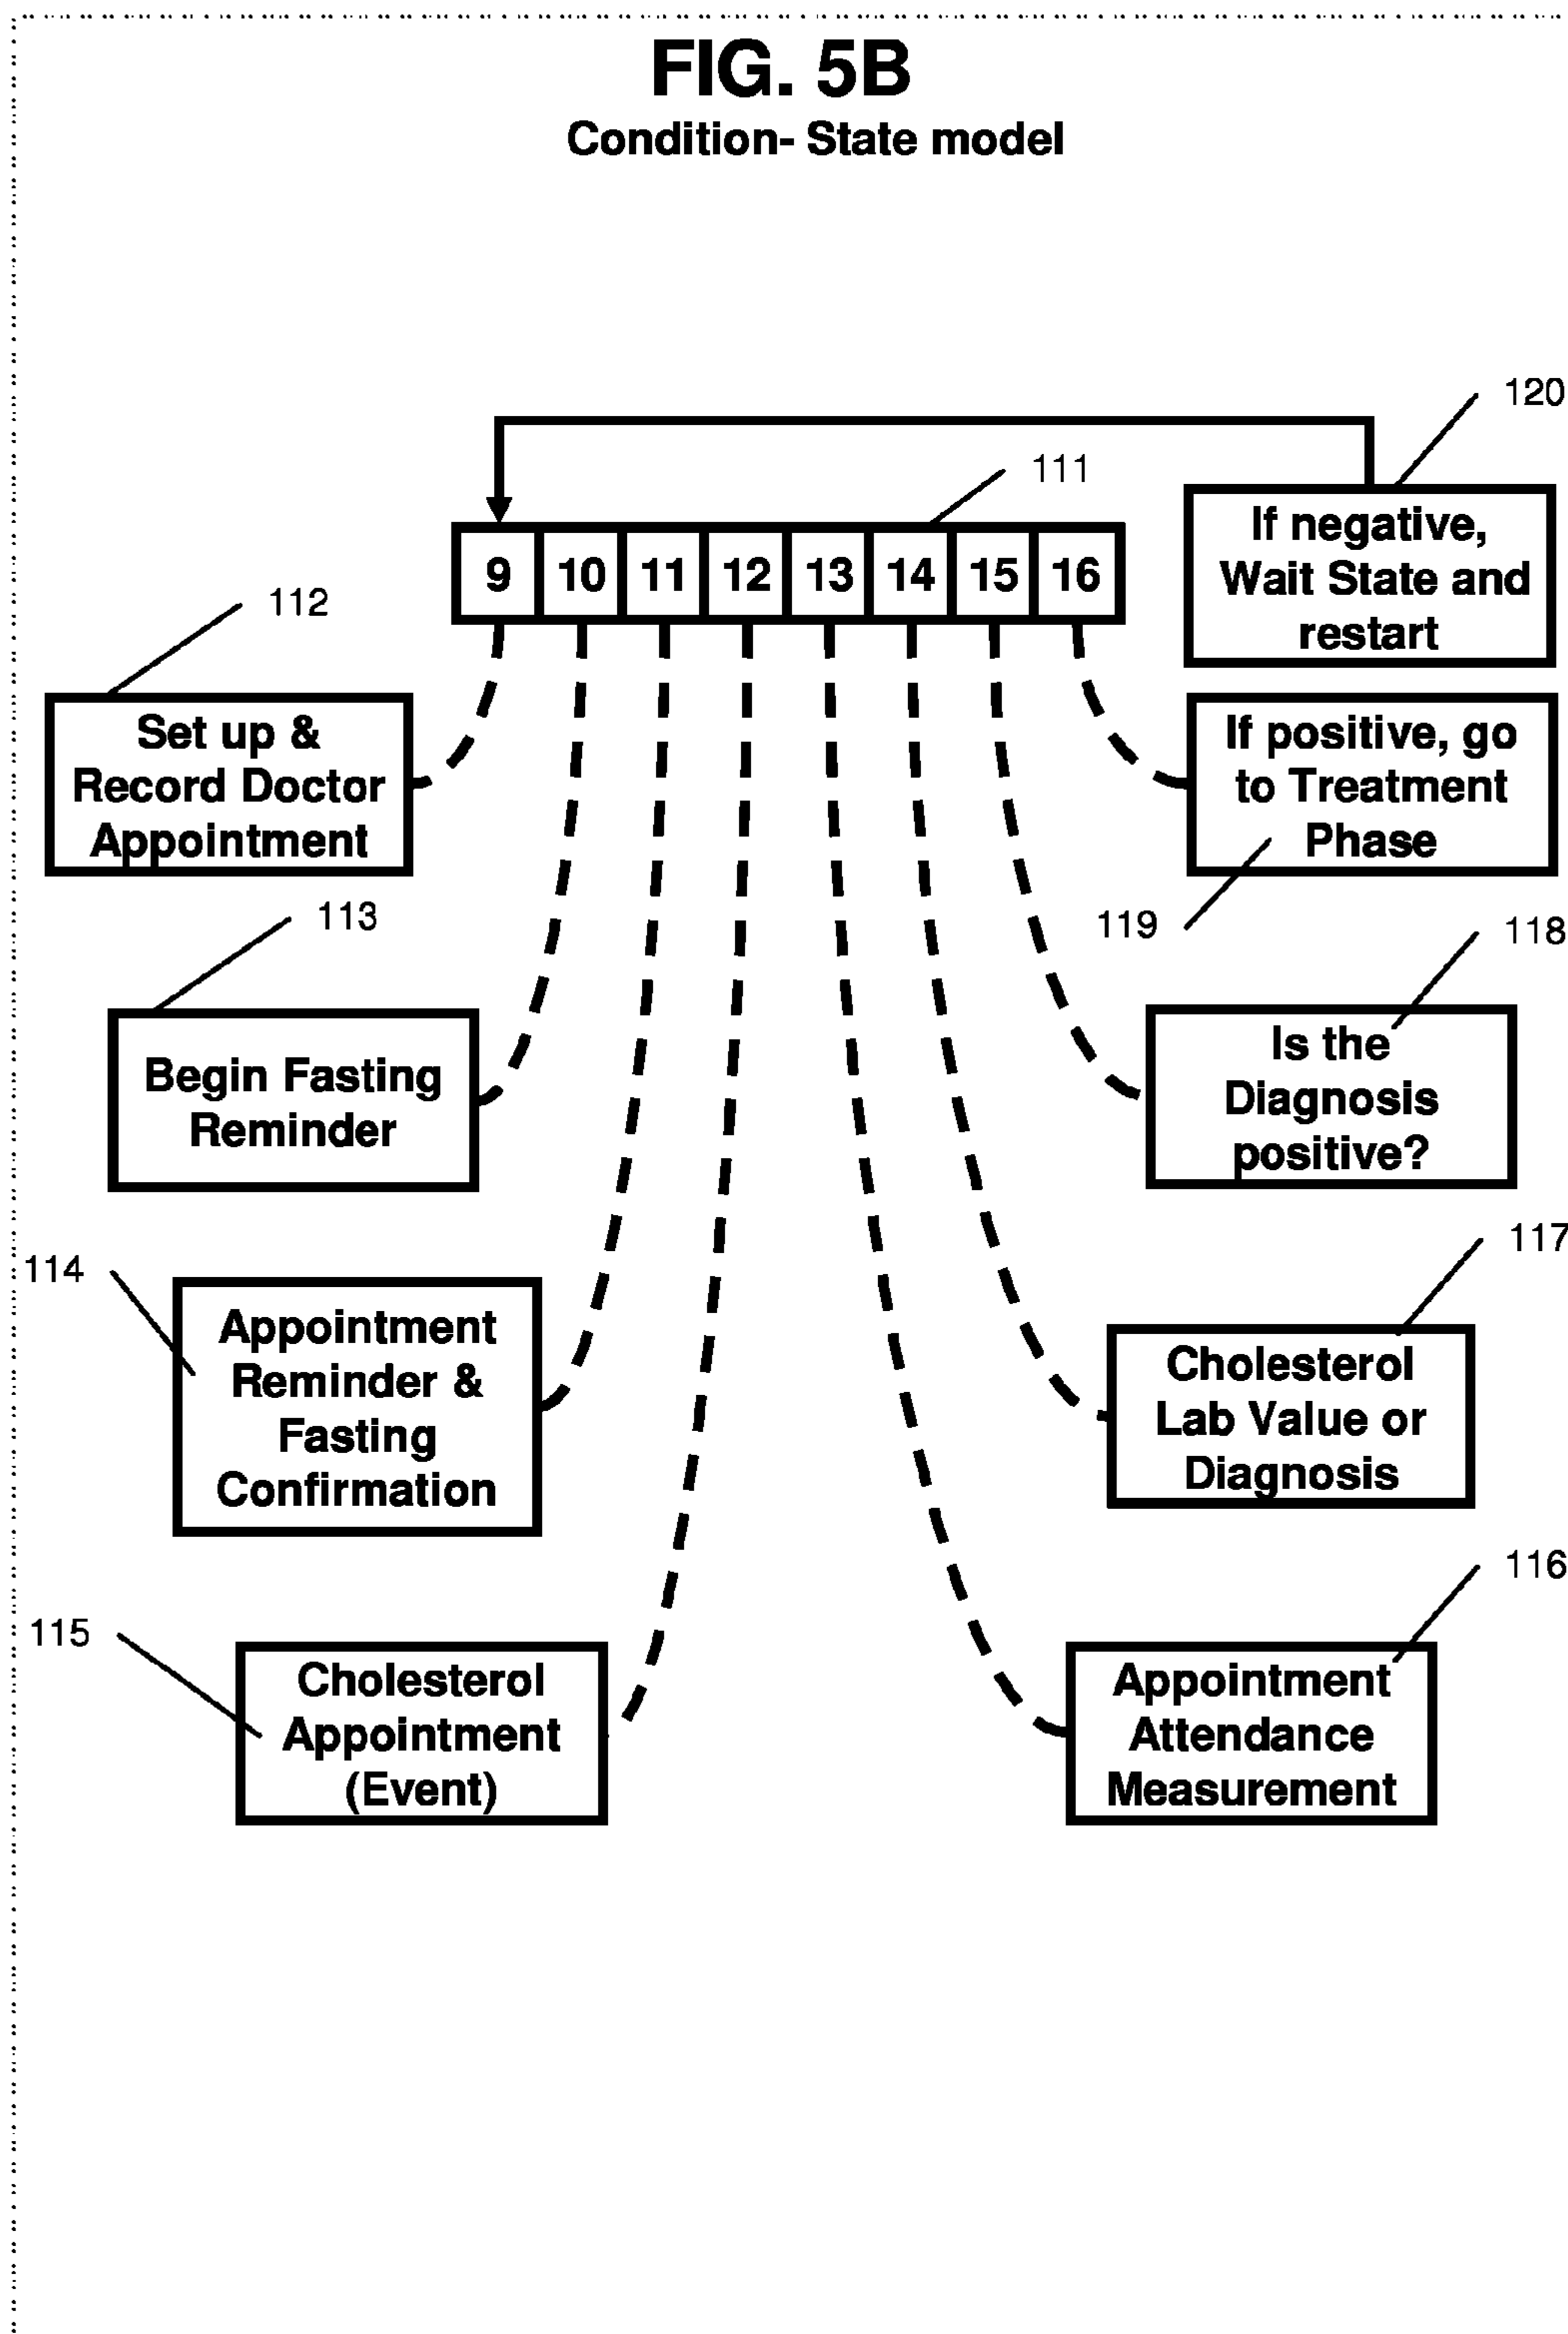 FIG. 5B
Condition- State model
120
111
If negative,
Wait State and
restart
9 10 11 12 13 14 15 16
112
Set up &
Record Doctor
Appointment
If positive, go
to Treatment
Phase
119
113
Begin Fasting
Reminder
118
Is the
Diagnosis
positive?
114
Appointment
Reminder &
Fasting
Confirmation
117
Cholesterol
Lab Value or
Diagnosis
115
Cholesterol
Appointment
(Event)
116
Appointment
Attendance
Measurement